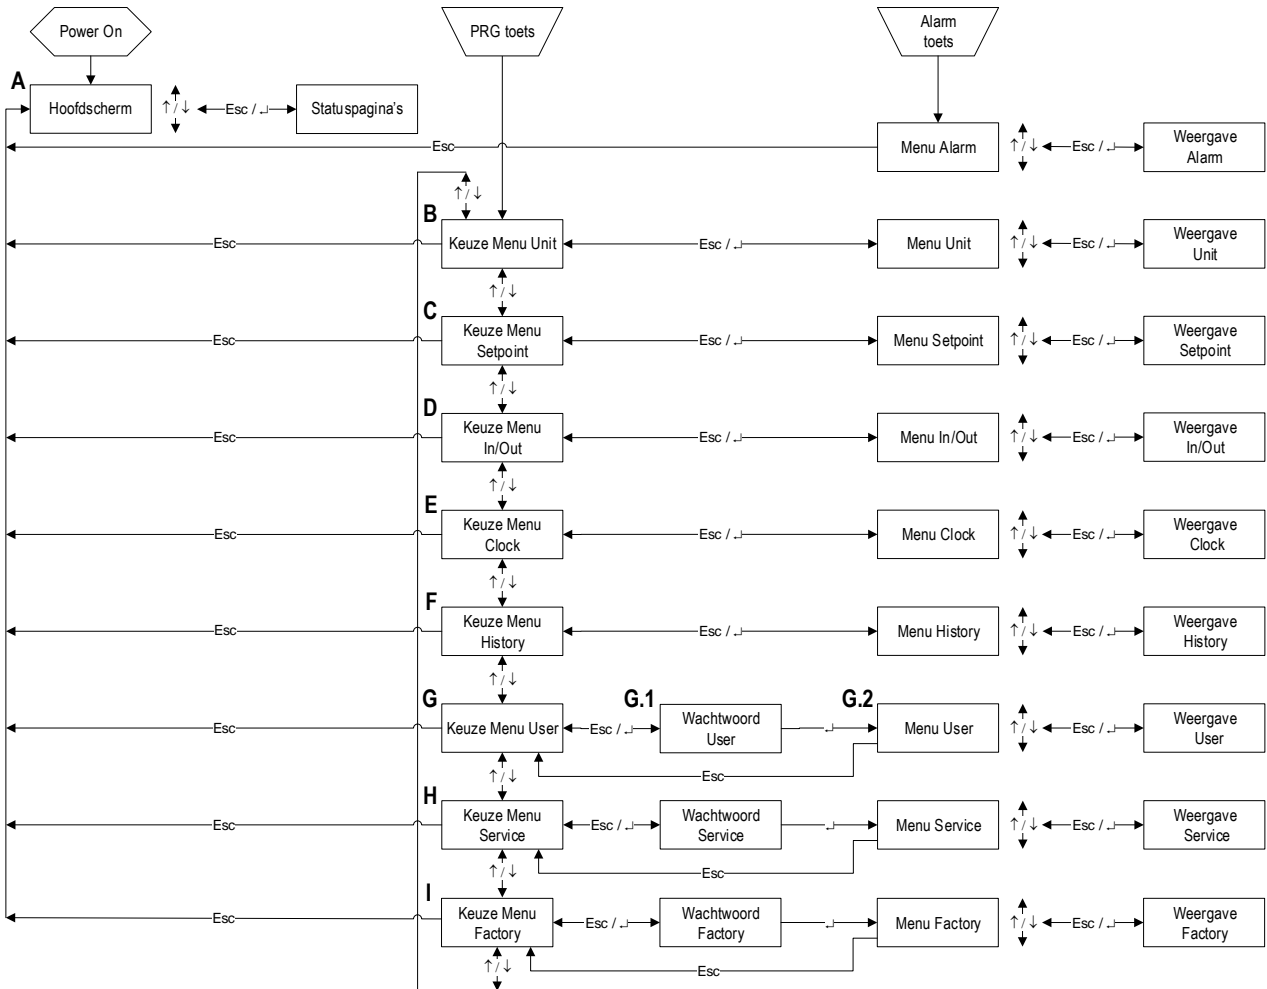 Power On
PRG toets
Alarm
toets
A
Hoofdscherm
↑/↓
Esc / ↵
Statuspagina's
Esc
Menu Alarm
↑/↓
Esc / ↵
Weergave
Alarm
↑/↓
B
Esc
Keuze Menu Unit
Esc / ↵
Menu Unit
↑/↓
Esc / ↵
Weergave
Unit
↑/↓
C
Esc
Keuze Menu
Setpoint
Esc / ↵
Menu Setpoint
↑/↓
Esc / ↵
Weergave
Setpoint
↑/↓
D
Esc
Keuze Menu
In/Out
Esc / ↵
Menu In/Out
↑/↓
Esc / ↵
Weergave
In/Out
↑/↓
E
Esc
Keuze Menu
Clock
Esc / ↵
Menu Clock
↑/↓
Esc / ↵
Weergave
Clock
↑/↓
F
Esc
Keuze Menu
History
Esc / ↵
Menu History
↑/↓
Esc / ↵
Weergave
History
↑/↓
G
Esc
Keuze Menu User
Esc / ↵
G.1
Wachtwoord
User
↵
G.2
Menu User
↑/↓
Esc / ↵
Weergave
User
Esc
↑/↓
H
Esc
Keuze Menu
Service
Esc / ↵
Wachtwoord
Service
↵
Menu Service
↑/↓
Esc / ↵
Weergave
Service
Esc
↑/↓
I
Esc
Keuze Menu
Factory
Esc / ↵
Wachtwoord
Factory
↵
Menu Factory
↑/↓
Esc / ↵
Weergave
Factory
Esc
↑/↓